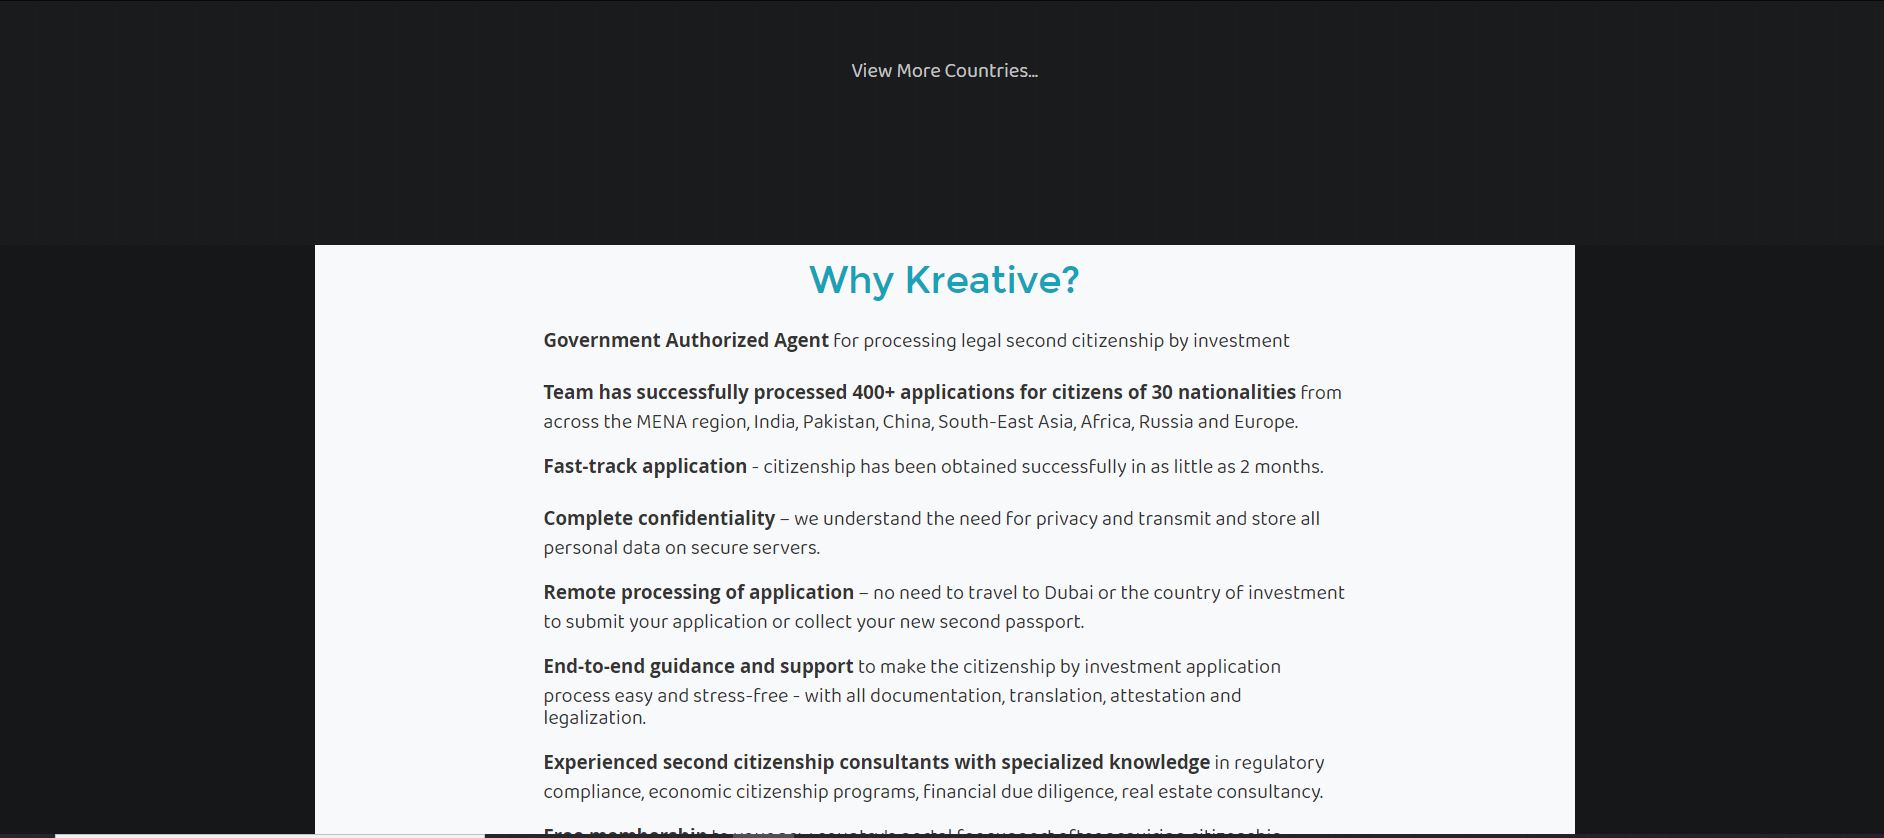 View More Countries...
Why Kreative?
Government Authorized Agent for processing legal second citizenship by investment
Team has successfully processed 400+ applications for citizens of 30 nationalities from
across the MENA region, India, Pakistan, China, South-East Asia, Africa, Russia and Europe.
Fast-track application - citizenship has been obtained successfully in as little as 2 months.
Complete confidentiality – we understand the need for privacy and transmit and store all
personal data on secure servers.
Remote processing of application – no need to travel to Dubai or the country of investment
to submit your application or collect your new second passport.
End-to-end guidance and support to make the citizenship by investment application
process easy and stress-free - with all documentation, translation, attestation and
legalization.
Experienced second citizenship consultants with specialized knowledge in regulatory
compliance, economic citizenship programs, financial due diligence, real estate consultancy.
Free membership to